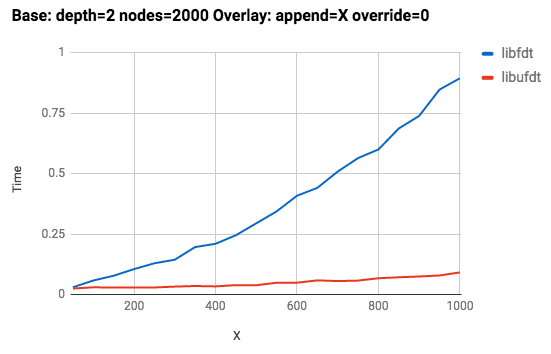 Base: depth=2 nodes=2000 Overlay: append=X override=0
libfdt
libufdt
Time
1
0.75
0.5
0.25
0
200
400
600
800
1000
X